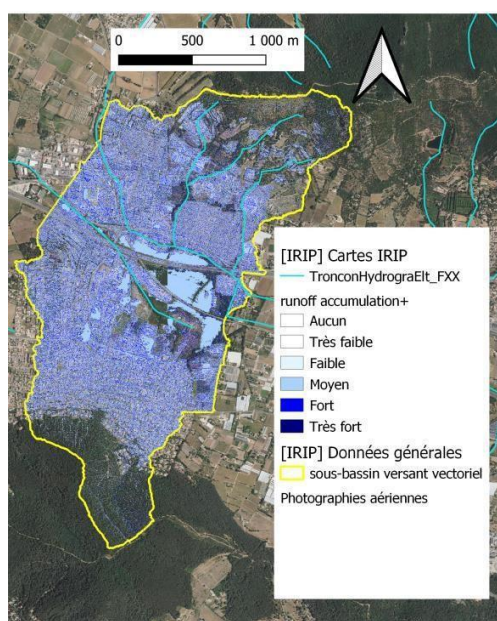 0 500 1 000 m
[IRIP] Cartes IRIP
TronconHydrograElt_FXX
runoff accumulation+
Aucun
Très faible
Faible
Moyen
Fort
Très fort
[IRIP] Données générales
sous-bassin versant vectoriel
Photographies aériennes